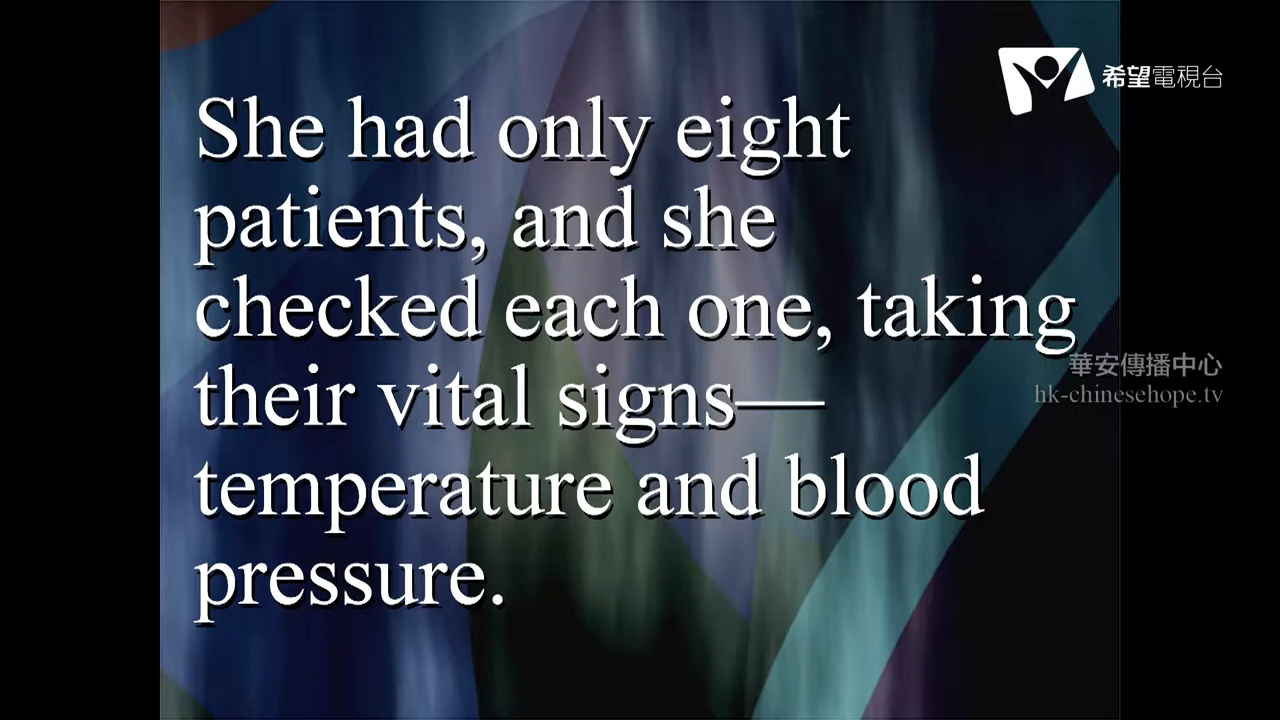 希望電視台
She had only eight
patients, and she
checked each one, taking
their vital signs—
temperature and blood
pressure.
華安傳播中心
hk-chinesehope.tv